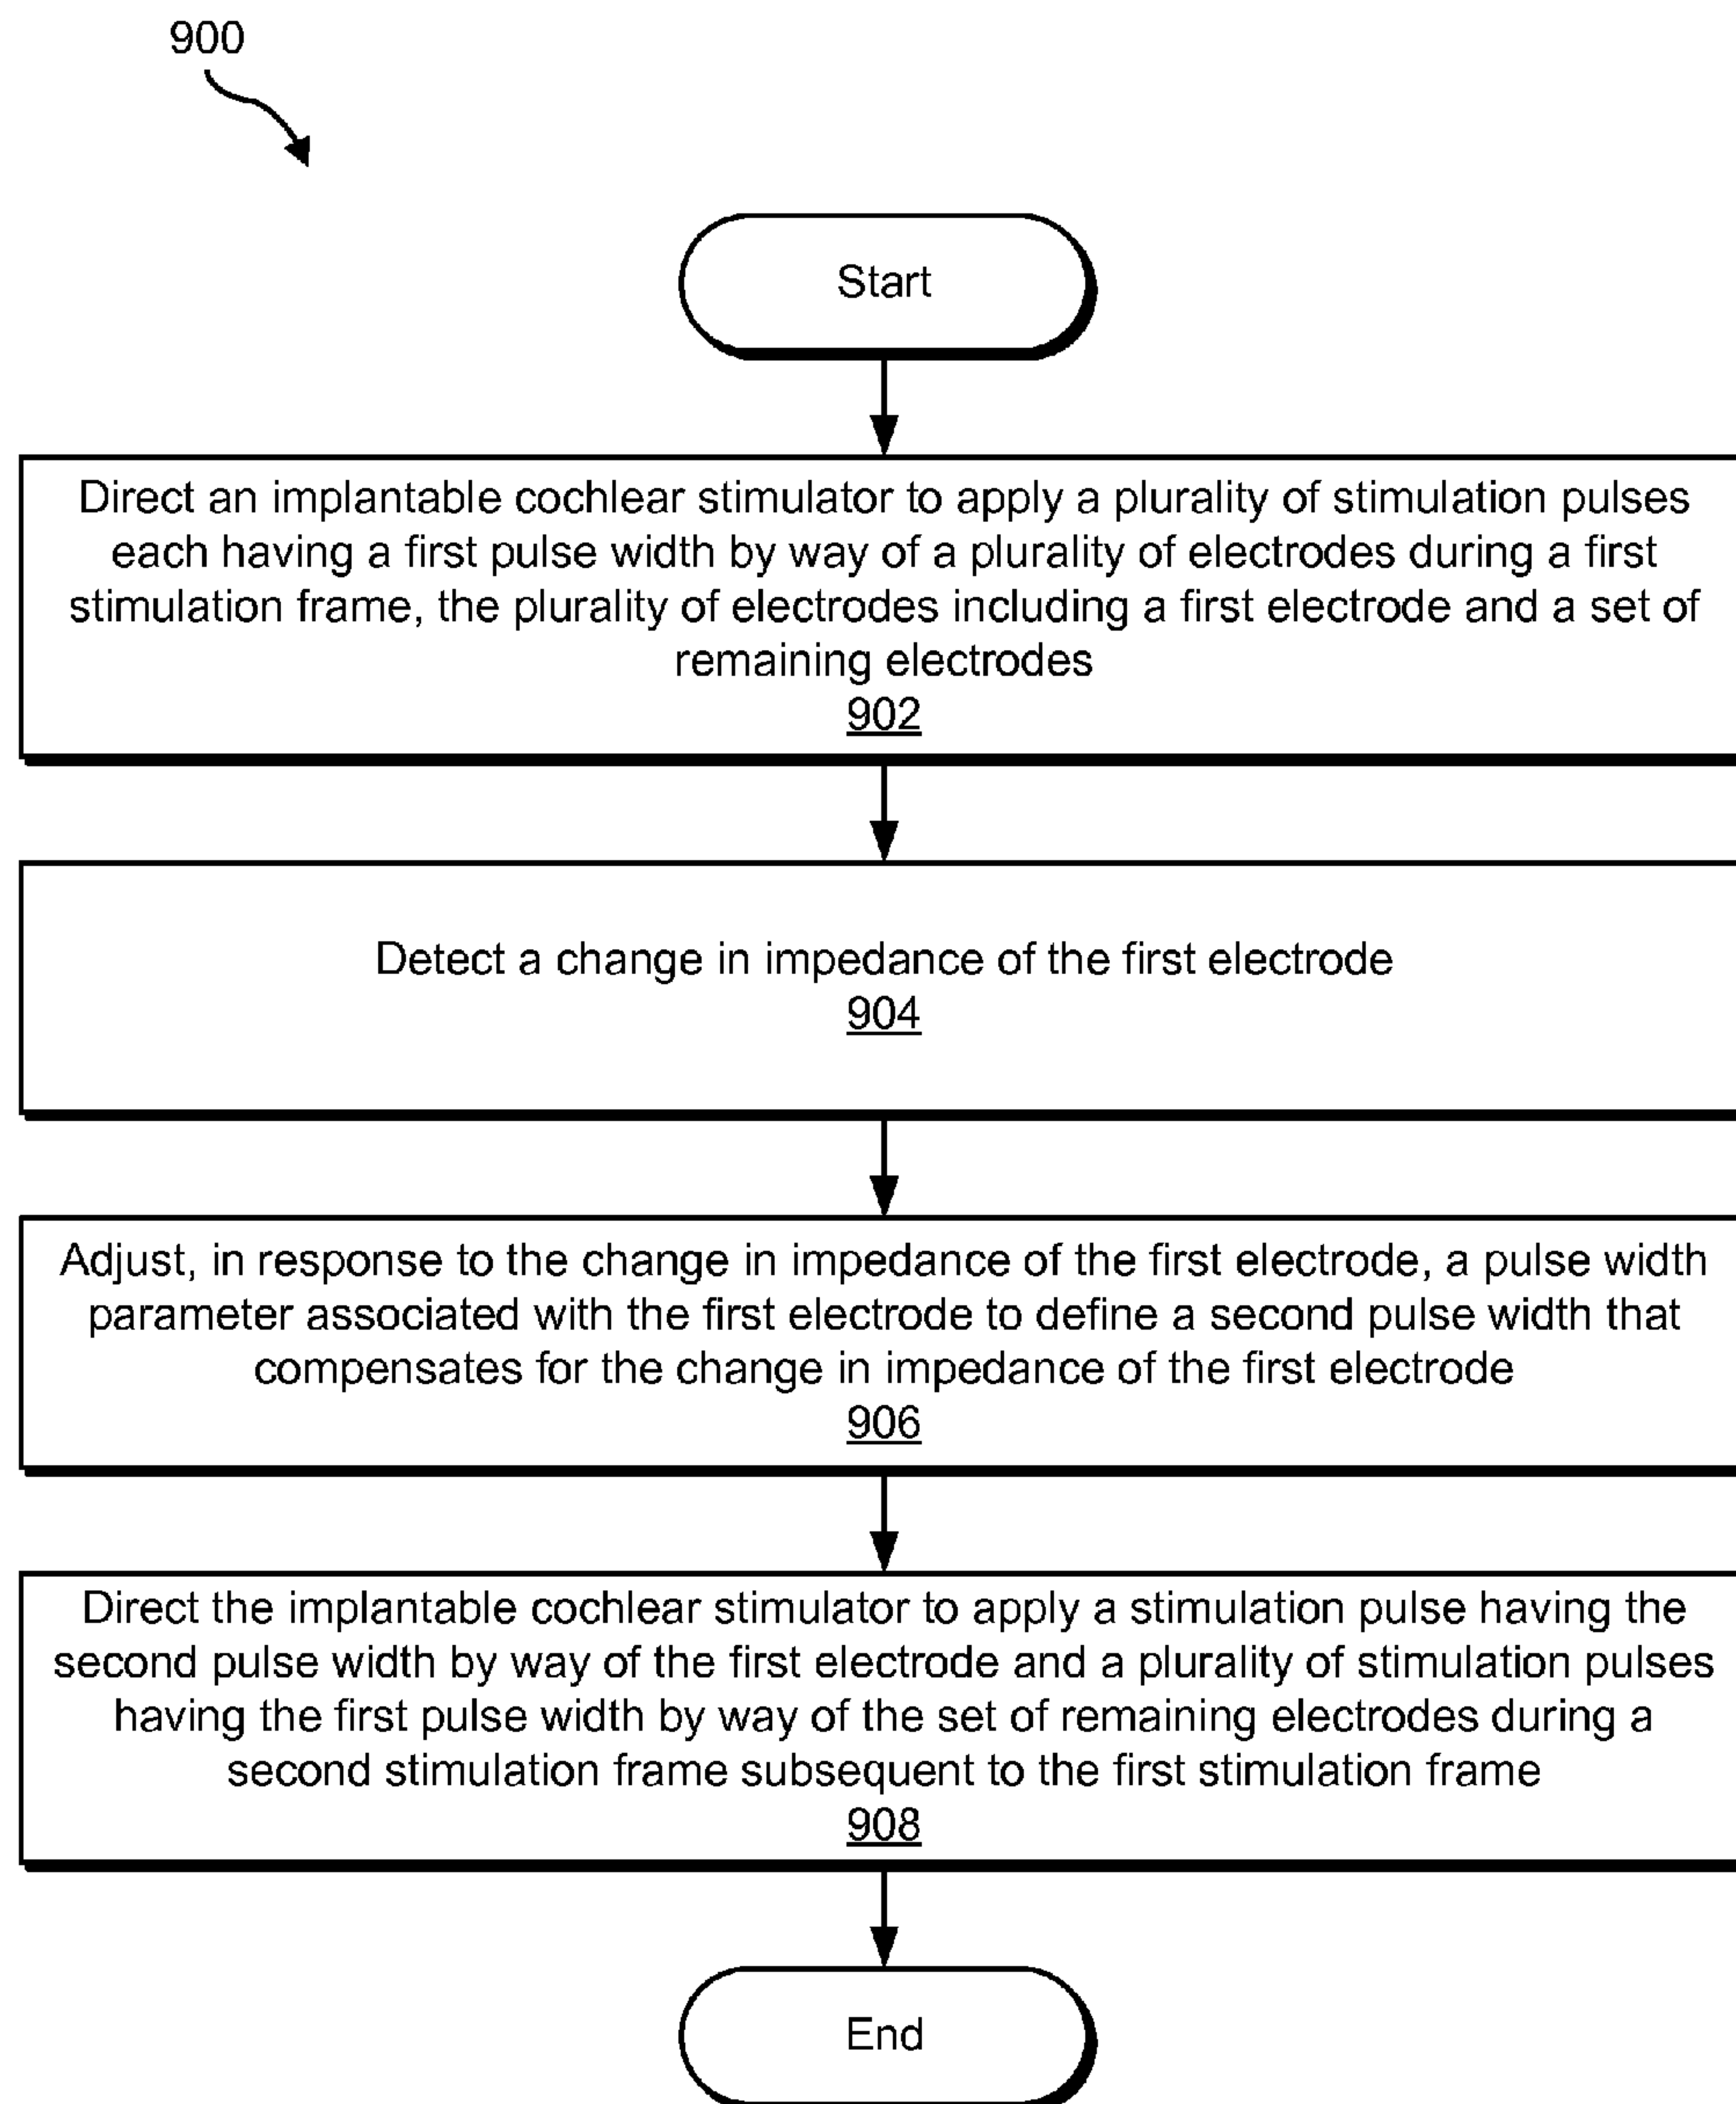 900
Start
Direct an implantable cochlear stimulator to apply a plurality of stimulation pulses
each having a first pulse width by way of a plurality of electrodes during a first
stimulation frame, the plurality of electrodes including a first electrode and a set of
remaining electrodes
902
Detect a change in impedance of the first electrode
904
Adjust, in response to the change in impedance of the first electrode, a pulse width
parameter associated with the first electrode to define a second pulse width that
compensates for the change in impedance of the first electrode
906
Direct the implantable cochlear stimulator to apply a stimulation pulse having the
second pulse width by way of the first electrode and a plurality of stimulation pulses
having the first pulse width by way of the set of remaining electrodes during a
second stimulation frame subsequent to the first stimulation frame
908
End